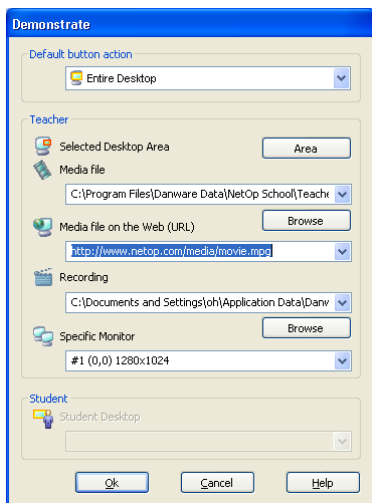 Demonstrate
Default button action
Entire Desktop
Teacher
Selected Desktop Area
Area
Media file
C:\Program Files\Danware Data\NetOp School\Teache
Browse
Media file on the Web (URL)
http://www.netop.com/media/movie.mpg
Recording
C:\Documents and Settings\oh\Application Data\Danw
Browse
Specific Monitor
#1 (0,0) 1280x1024
Student
Student Desktop
Ok Cancel Help